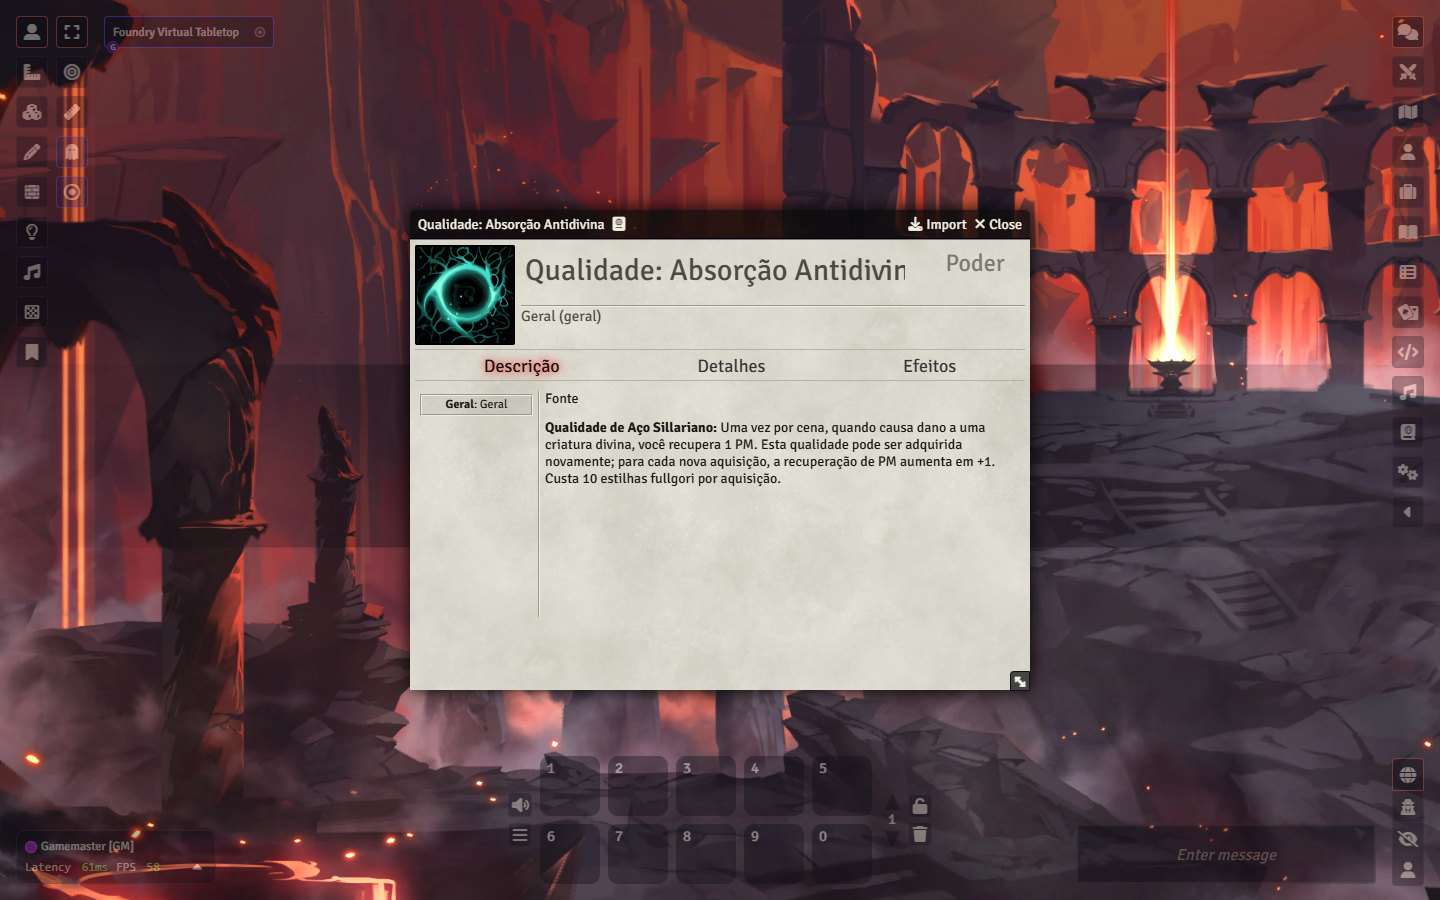 Foundry Virtual Tabletop
G
Qualidade: Absorção Antidivina
Import
Close
Qualidade: Absorção Antidivin
Poder
Geral (geral)
Descrição
Detalhes
Efeitos
Geral: Geral
Fonte
Qualidade de Aço Sillariano: Uma vez por cena, quando causa dano a uma
criatura divina, você recupera 1 PM. Esta qualidade pode ser adquirida
novamente; para cada nova aquisição, a recuperação de PM aumenta em +1.
Custa 10 estilhas fullgori por aquisição.
1
2
3
4
5
6
7
8
9
0
1
Gamemaster [GM]
Latency 61ms FPS 58
Enter message